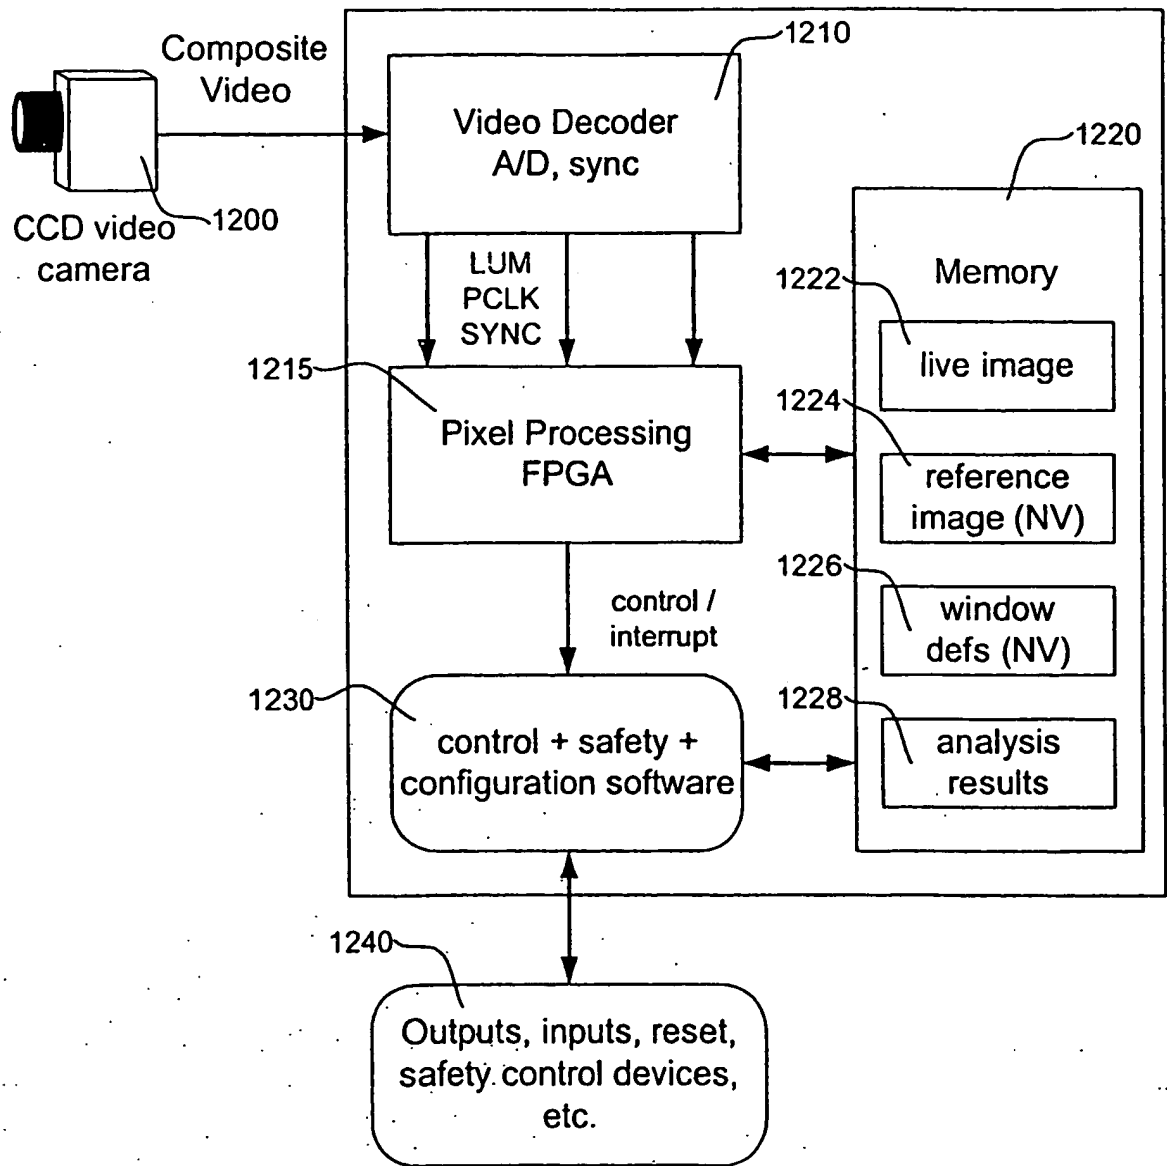 Composite
Video
1210
Video Decoder
A/D, sync
1220
CCD video
camera
1200
LUM
PCLK
SYNC
Memory
1222
live image
1215
Pixel Processing
FPGA
1224
reference
image (NV)
1226
window
defs (NV)
control /
interrupt
1230
control + safety +
configuration software
1228
analysis
results
1240
Outputs, inputs, reset,
safety control devices,
etc.